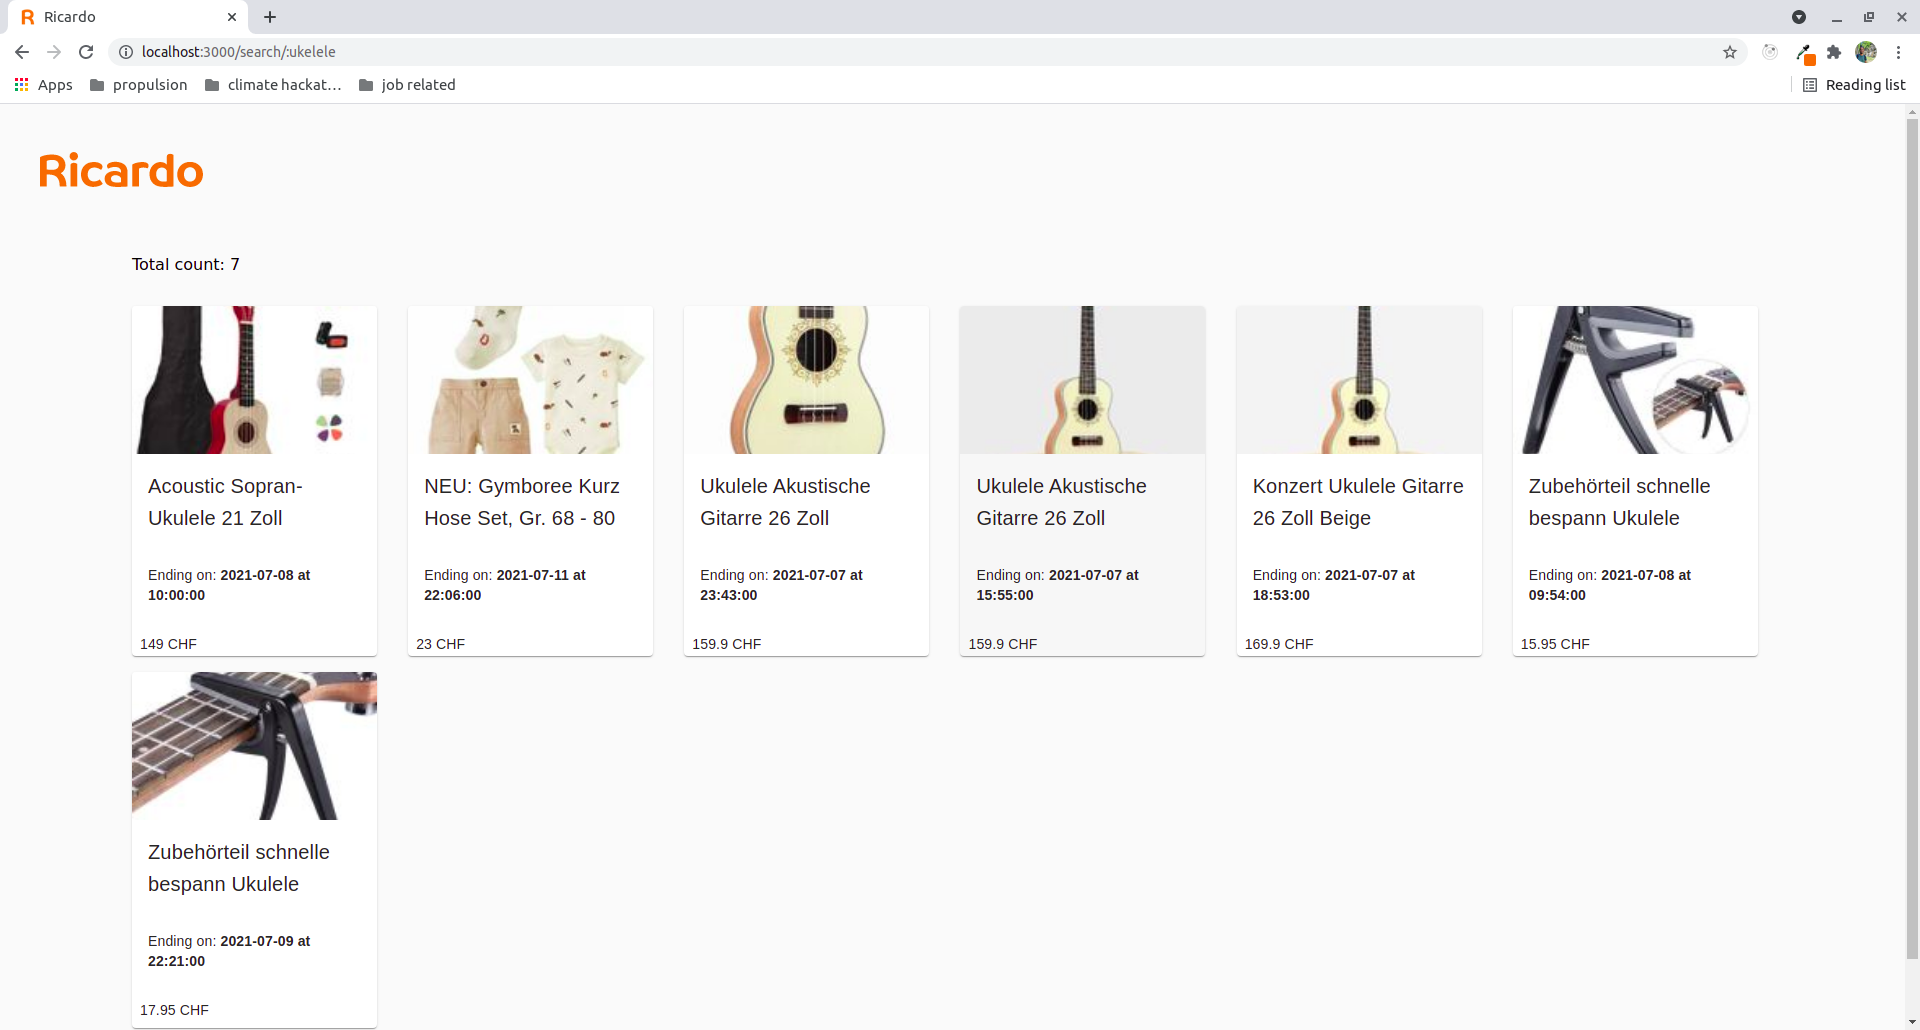 Ricardo
localhost:3000/search/:ukelele
Apps propulsion climate hackat... job related Reading list
Ricardo
Total count: 7
Acoustic Sopran-
Ukulele 21 Zoll
Ending on: 2021-07-08 at
10:00:00
149 CHF
NEU: Gymboree Kurz
Hose Set, Gr. 68 - 80
Ending on: 2021-07-11 at
22:06:00
23 CHF
Ukulele Akustische
Gitarre 26 Zoll
Ending on: 2021-07-07 at
23:43:00
159.9 CHF
Ukulele Akustische
Gitarre 26 Zoll
Ending on: 2021-07-07 at
15:55:00
159.9 CHF
Konzert Ukulele Gitarre
26 Zoll Beige
Ending on: 2021-07-07 at
18:53:00
169.9 CHF
Zubehörteil schnelle
bespann Ukulele
Ending on: 2021-07-08 at
09:54:00
15.95 CHF
Zubehörteil schnelle
bespann Ukulele
Ending on: 2021-07-09 at
22:21:00
17.95 CHF